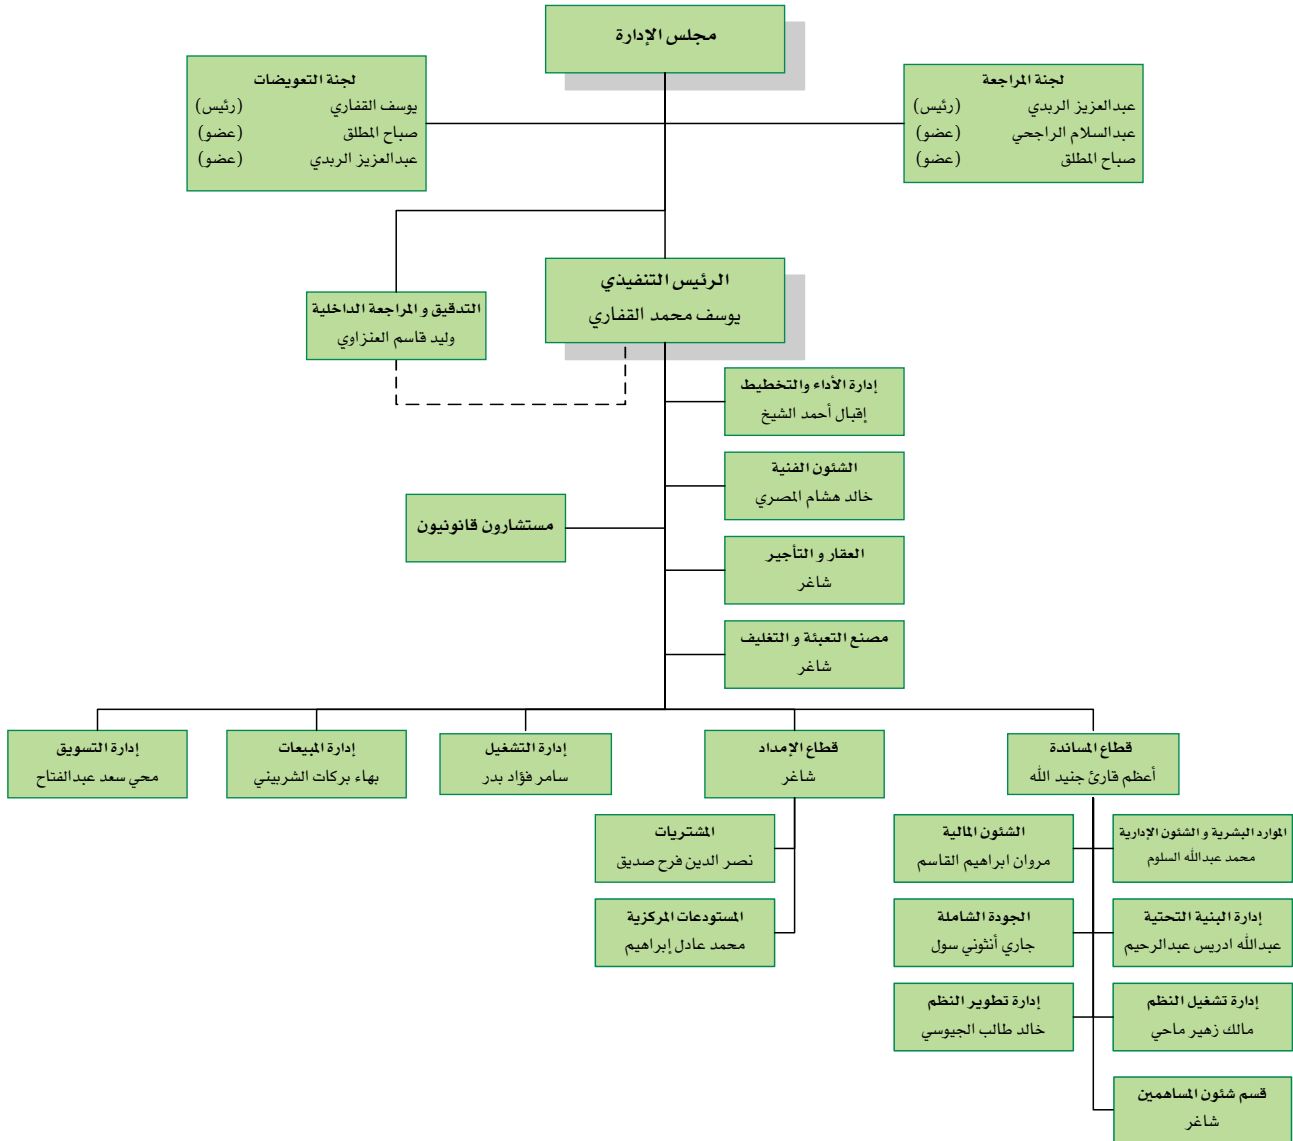 مجلس الإدارة
لجنة المراجعة
عبدالعزيز الربدي (رئيس)
عبدالسلام الراجحي (عضو)
صباح المطلق (عضو)
لجنة التعويضات
يوسف القفاري (رئيس)
صباح المطلق (عضو)
عبدالعزيز الربدي (عضو)
الرئيس التنفيذي
يوسف محمد القفاري
التدقيق و المراجعة الداخلية
وليد قاسم العنزاوي
إدارة الأداء والتخطيط
إقبال أحمد الشيخ
الشئون الفنية
خالد هشام المصري
مستشارون قانونيون
العقار و التأجير
شاغر
مصنع التعبئة و التغليف
شاغر
قطاع المساندة
أعظم قارئ جنيد الله
قطاع الإمداد
شاغر
إدارة التشغيل
سامر فؤاد بدر
إدارة المبيعات
بهاء بركات الشربيني
إدارة التسويق
محي سعد عبدالفتاح
الموارد البشرية و الشئون الإدارية
محمد عبدالله السلوم
الشئون المالية
مروان ابراهيم القاسم
المشتريات
نصر الدين فرح صديق
إدارة البنية التحتية
عبدالله ادريس عبدالرحيم
الجودة الشاملة
جاري أنثوني سول
المستودعات المركزية
محمد عادل إبراهيم
إدارة تشغيل النظم
مالك زهير ماحي
إدارة تطوير النظم
خالد طالب الجيوسي
قسم شئون المساهمين
شاغر